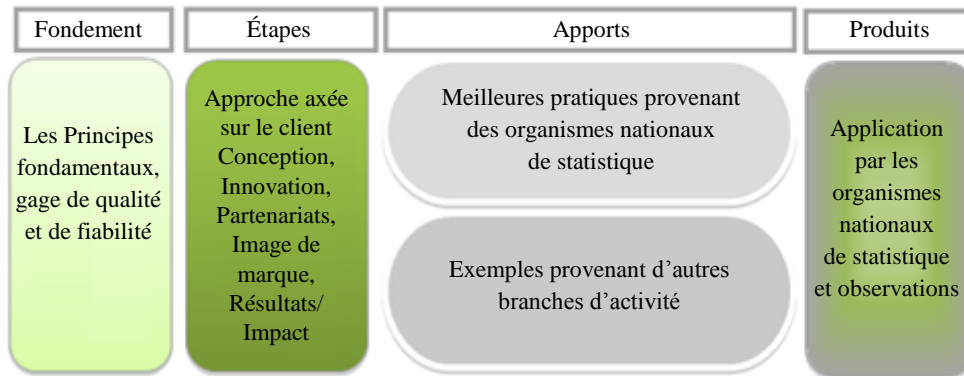 Fondement
Étapes
Apports
Produits
Les Principes
fondamentaux,
gage de qualité
et de fiabilité
Approche axée
sur le client
Conception,
Innovation,
Partenariats,
Image de
marque,
Résultats/
Impact
Meilleures pratiques provenant
des organismes nationaux
de statistique
Exemples provenant d’autres
branches d’activité
Application
par les
organismes
nationaux
de statistique
et observations